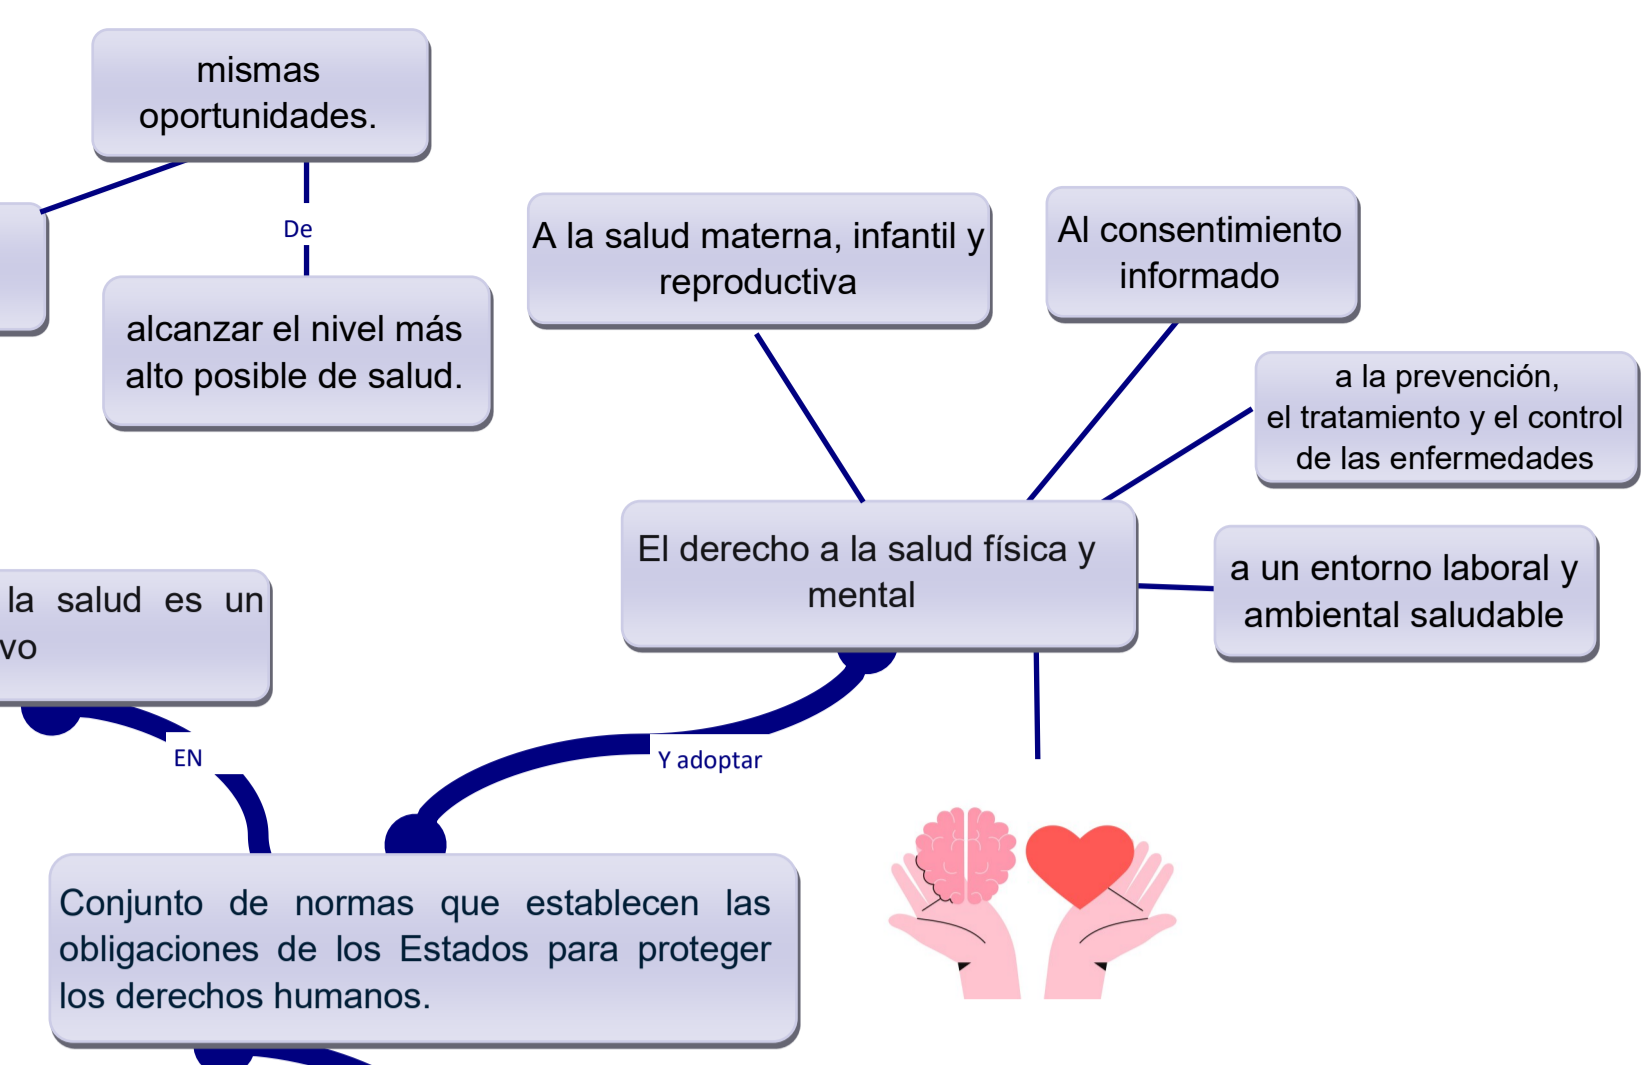 mismas
oportunidades.
De
alcanzar el nivel más
alto posible de salud.
A la salud materna, infantil y
reproductiva
Al consentimiento
informado
a la prevención,
el tratamiento y el control
de las enfermedades
El derecho a la salud física y
mental
a un entorno laboral y
ambiental saludable
la salud es un
vo
EN
Y adoptar
Conjunto de normas que establecen las
obligaciones de los Estados para proteger
los derechos humanos.